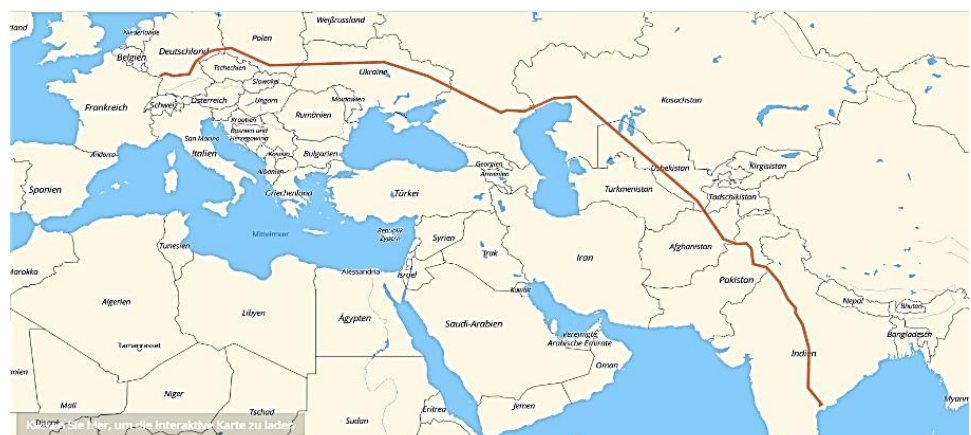 Weißrussland
Niederlande
Polen
Deutschland
Belgien
Tschechien
Ukraine
Slowakei
Kasachstan
Frankreich
Schweiz
Österreich
Ungarn
Moldawien
Rumänien
Kroatien
San Marino
Bosnien und
Herzegowina
Italien
Andorra
Kosovo
Bulgarien
Albanien
Georgien
Armenien
Usbekistan
Kirgisistan
Turkmenistan
Tadschikistan
Spanien
Griechenland
Türkei
Mittelmeer
Republik
Zypern
Syrien
Tunesien
Irak
Iran
Afghanistan
Marokko
Alessandria
Israel
Kuwait
Pakistan
Nepal
Bhutan
Algerien
Libyen
Ägypten
Saudi-Arabien
Vereinigte
Arabische Emirate
Bangladesch
Tamanrasset
Oman
Indien
Mali
Niger
Tschad
Sudan
Eritrea
Jemen
Myanm
Klicken Sie hier, um die interaktive Karte zu laden